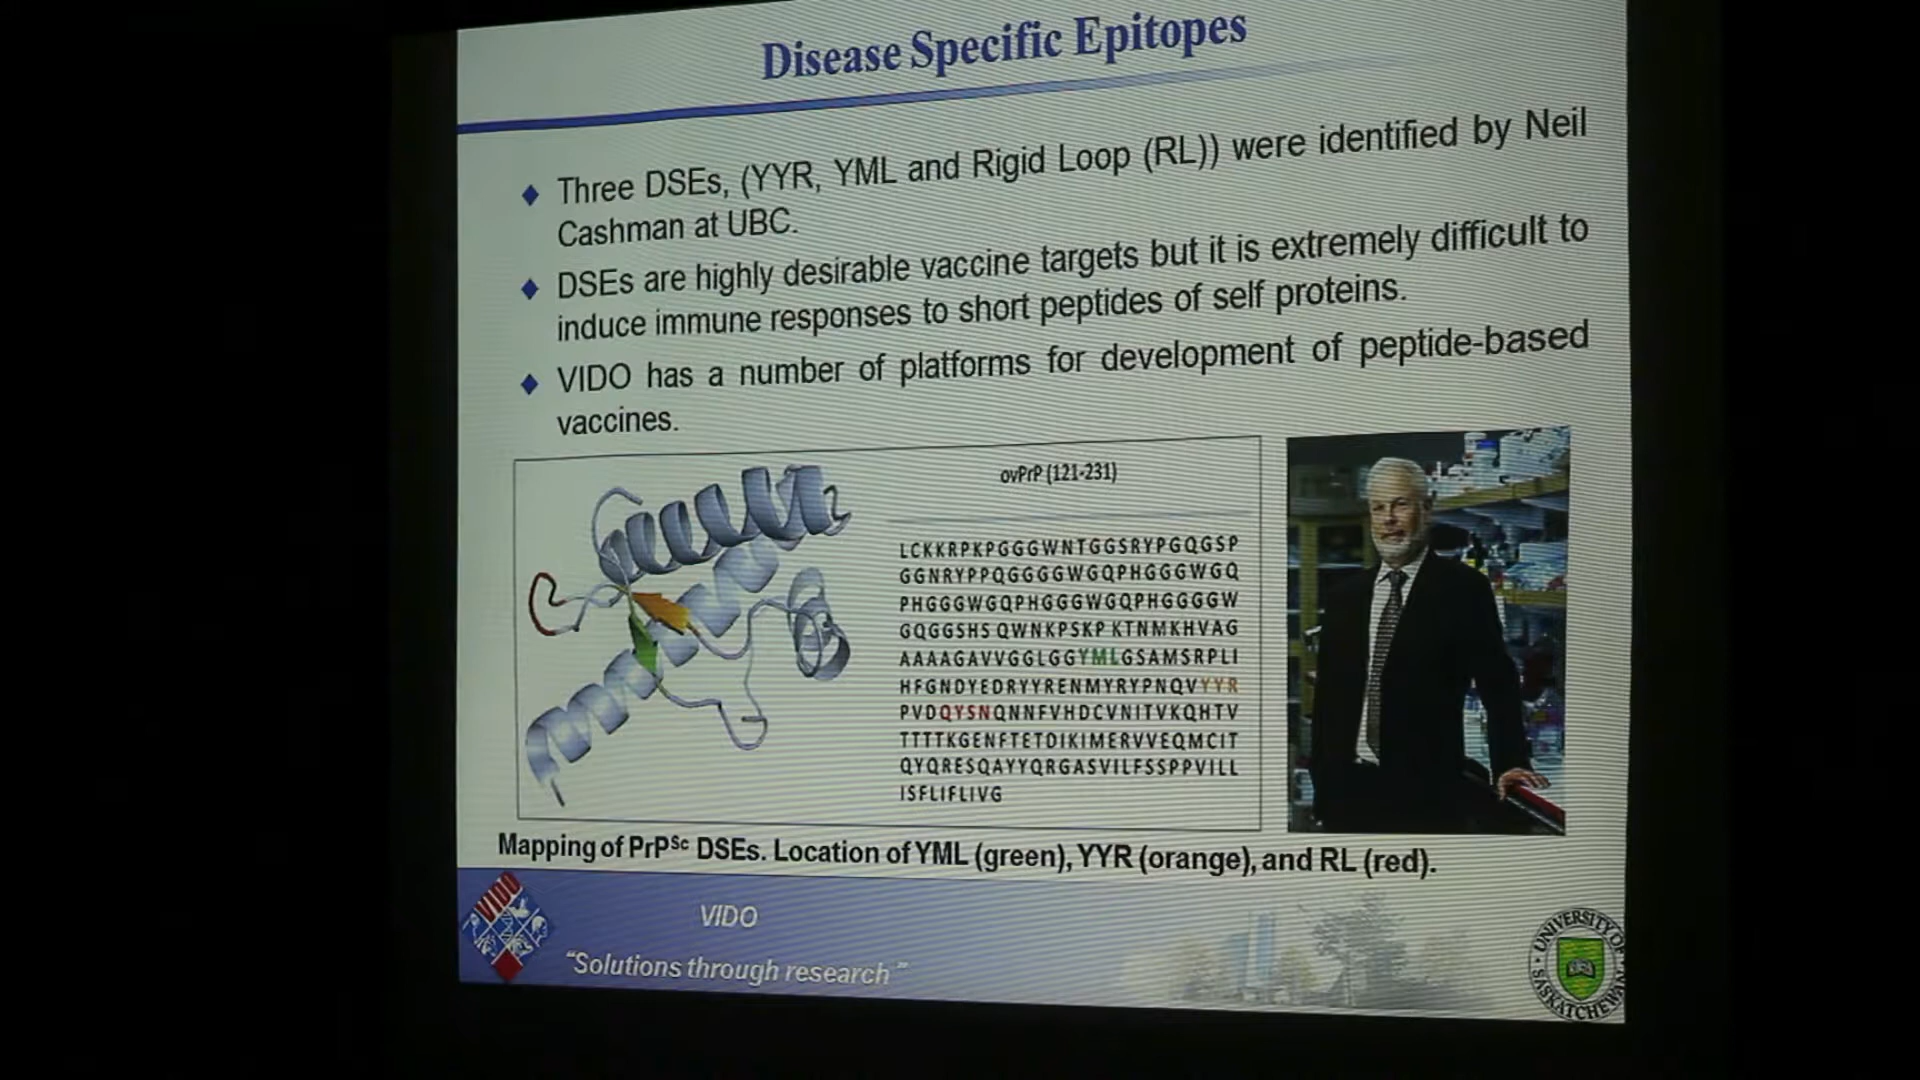 Disease Specific Epitopes
Three DSEs, (YYR, YML and Rigid Loop (RL)) were identified by Neil
Cashman at UBC.
DSEs are highly desirable vaccine targets but it is extremely difficult to
induce immune responses to short peptides of self proteins.
VIDO has a number of platforms for development of peptide-based
vaccines.
ovPrP (121-231)
LCKKRPKPGGGWNTGGSRYPGQGSP
GGNRYPPQGGGGWGQPHGGGWGQ
PHGGGWGQPHGGGWGQPHGGGGW
GQGGSHS QWNKPSKP KTNMKHVAG
AAAAGAVVGGLGGYMLGSAMSRPLI
HFGNDYEDRYYRENMYRYPNQVYYR
PVDQYSNQNNFVHDCVNITVKQHTV
TTTTKGENFTETDIKIMERVVEQMCIT
QYQRESQAYYQRGASVILFSSPPVILL
ISFLIFLIVG
Mapping of PrPSc DSEs. Location of YML (green), YYR (orange), and RL (red).
VIDO
VIDO
“Solutions through research”
UNIVERSITY OF
SASKATCHEWAN